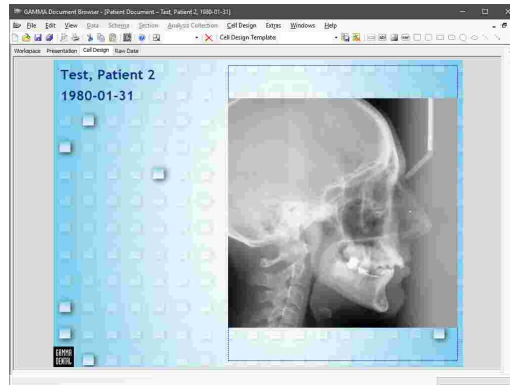 GAMMA Document Browser - [Patient Document - Test, Patient 2, 1980-01-31]
File Edit View Data Schema Section Analysis Collection Cell Design Extras Windows Help
Cell Design Template
Workspace Presentation Cell Design Raw Data
Test, Patient 2
1980-01-31
GAMMA
DENTAL